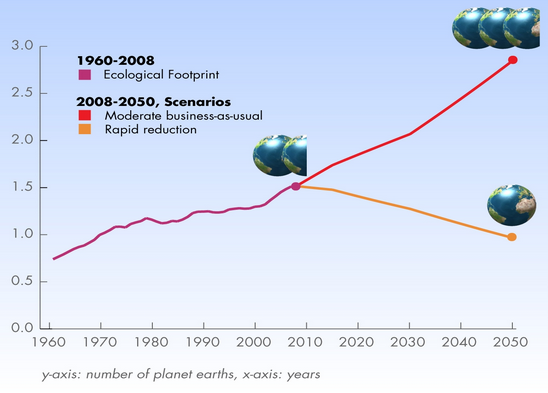 3.0
1960-2008
Ecological Footprint
2.5
2008-2050, Scenarios
Moderate business-as-usual
Rapid reduction
2.0
1.5
1.0
0.5
0.0
1960 1970 1980 1990 2000 2010 2020 2030 2040 2050
y-axis: number of planet earths, x-axis: years